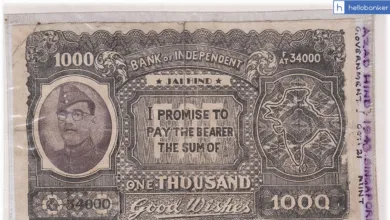 hellobanker
1000
BANK OF INDEPENDENT
34000
JAI HIND
I PROMISE TO
PAY THE BEARER
THE SUM OF
ONE THOUSAND
34000
Good Wishes
1000
AZAD HIND
GOVERNMENT
MINT